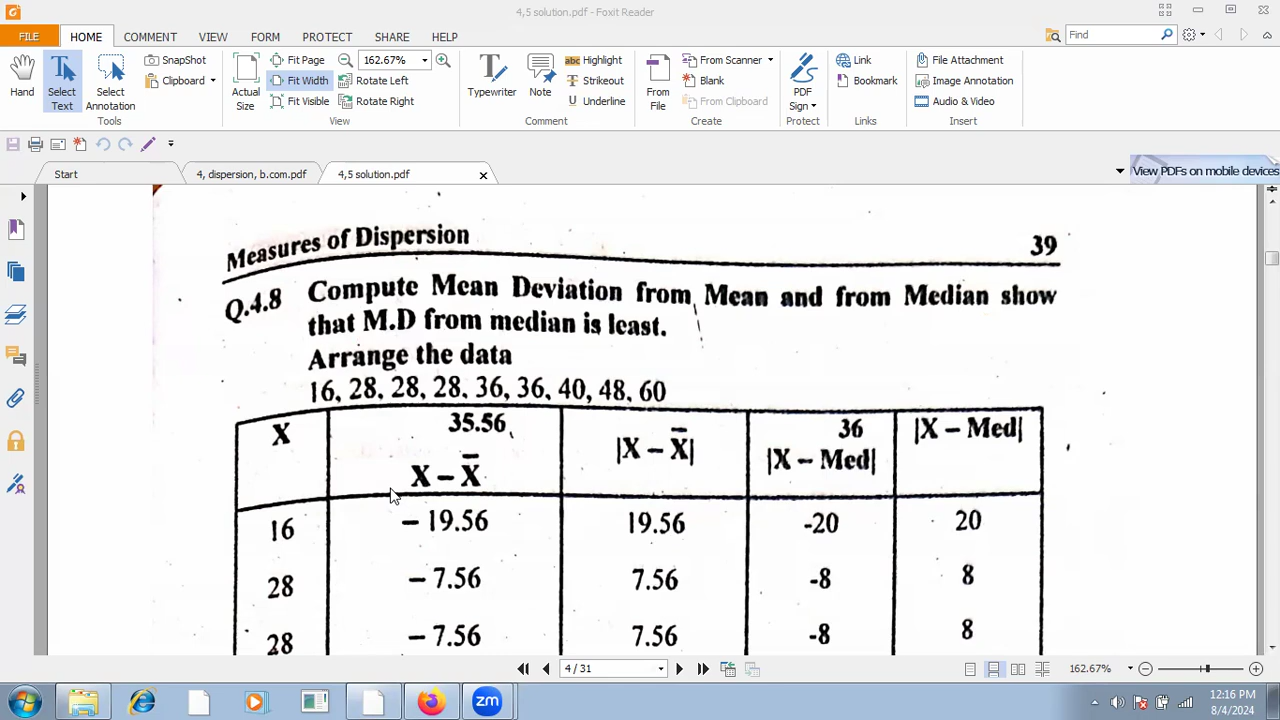 4,5 solution.pdf - Foxit Reader
FILE HOME COMMENT VIEW FORM PROTECT SHARE HELP
Find
Hand
Select Text
Select Annotation
SnapShot
Clipboard
Tools
Actual Size
Fit Page
Fit Width
Fit Visible
162.67%
Rotate Left
Rotate Right
View
Typewriter
Note
Highlight
Strikeout
Underline
Comment
From File
From Scanner
Blank
From Clipboard
Create
PDF Sign
Protect
Link
Bookmark
Links
File Attachment
Image Annotation
Audio & Video
Insert
Start
4, dispersion, b.com.pdf
4,5 solution.pdf
View PDFs on mobile devices
Measures of Dispersion 39
Q.4.8 Compute Mean Deviation from Mean and from Median show
that M.D from median is least.
Arrange the data
16, 28, 28, 28, 36, 36, 40, 48, 60
X 35.56 X – X̄ |X – X̄| 36 |X – Med| |X – Med|
16 – 19.56 19.56 -20 20
28 – 7.56 7.56 -8 8
28 – 7.56 7.56 -8 8
4 / 31
162.67%
zm
12:16 PM
8/4/2024